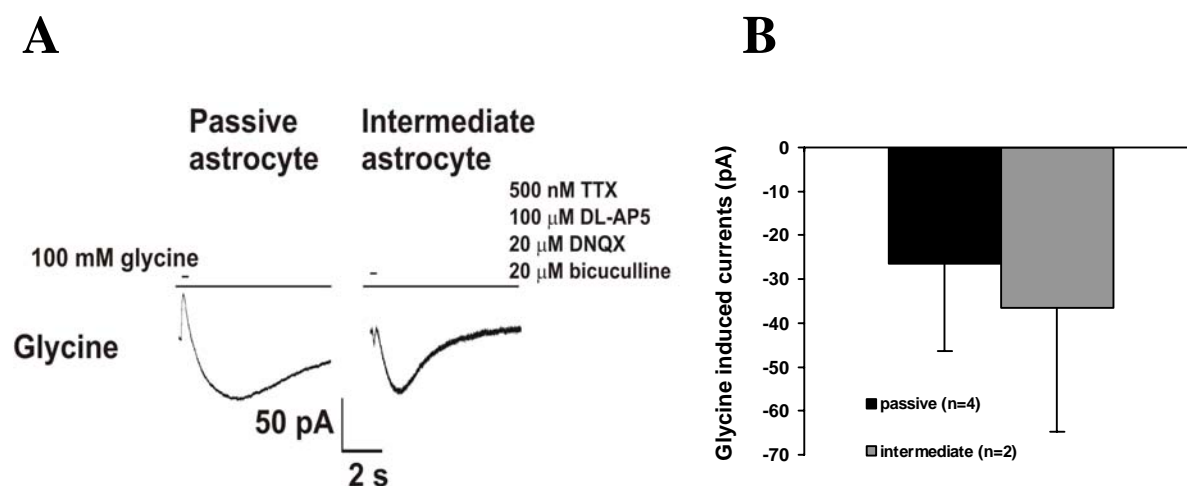 A
Passive
astrocyte
Intermediate
astrocyte
500 nM TTX
100 μM DL-AP5
20 μM DNQX
20 μM bicuculline
100 mM glycine
Glycine
50 pA
2 s
B
Glycine induced currents (pA)
0
-10
-20
-30
-40
-50
-60
-70
passive (n=4)
intermediate (n=2)